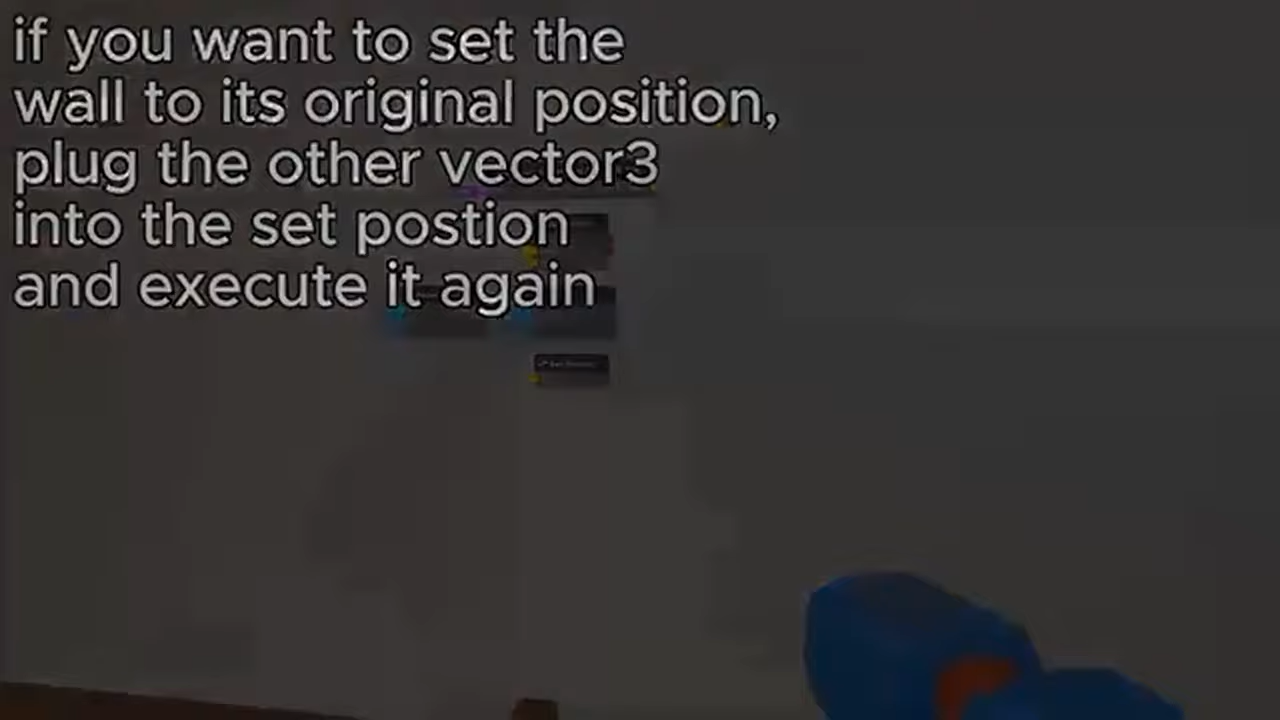 if you want to set the
wall to its original position,
plug the other vector3
into the set postion
and execute it again